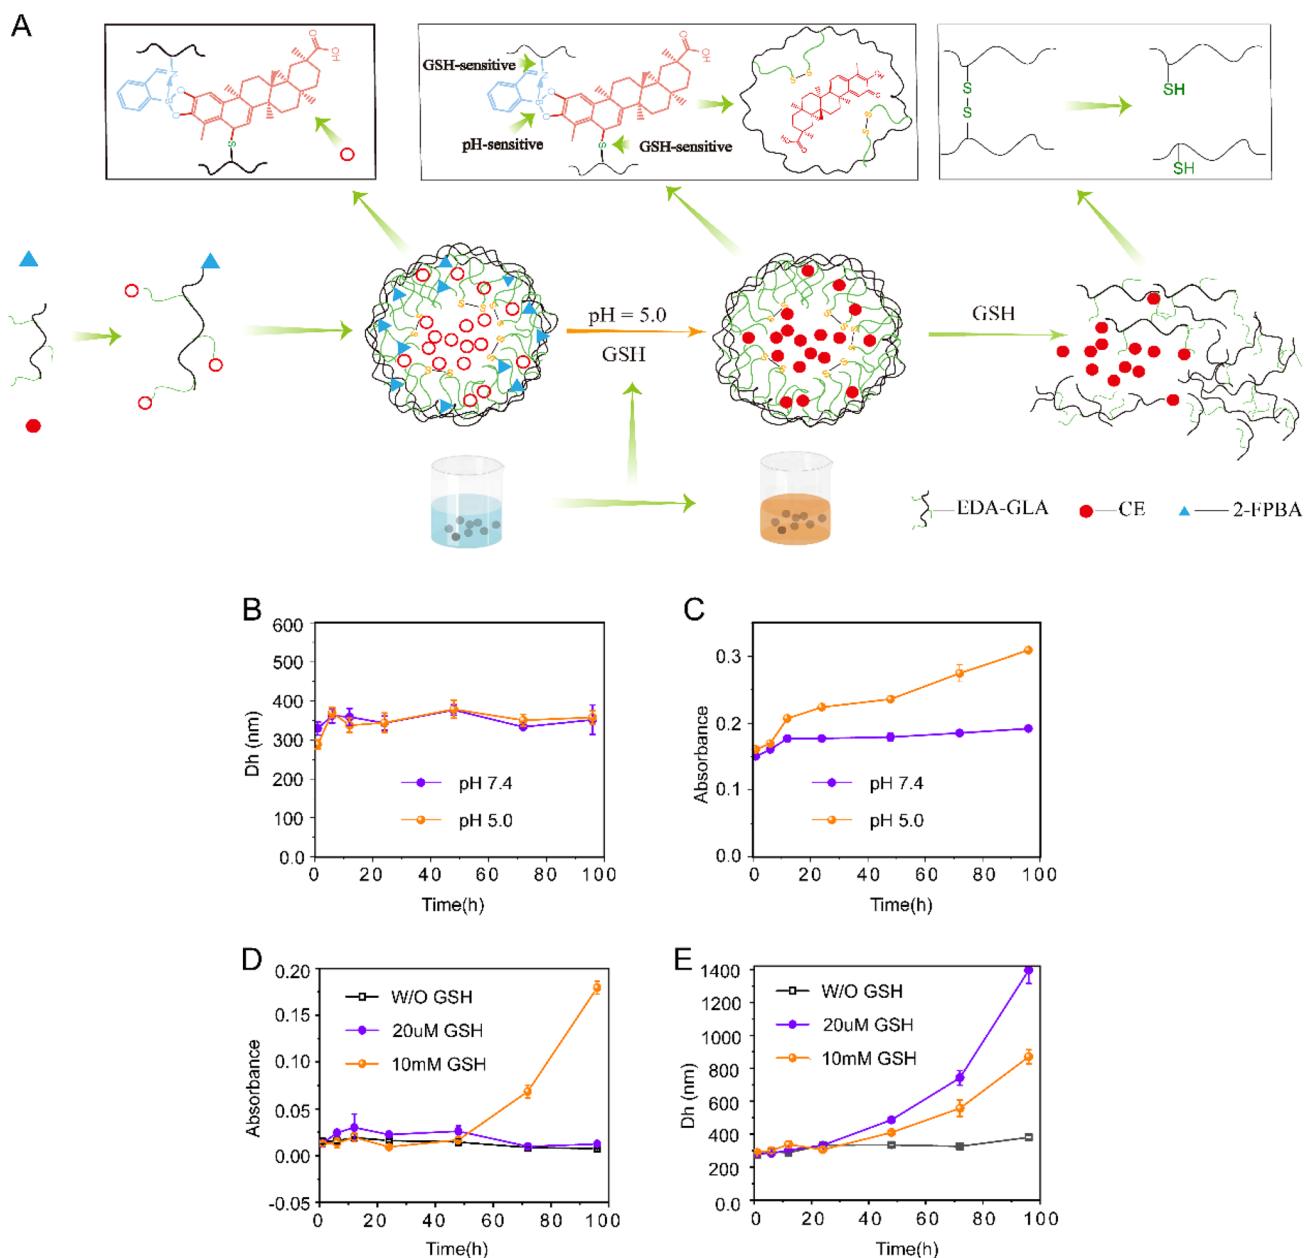 A
GSH-sensitive
pH-sensitive
GSH-sensitive
S
S
S
S
SH
SH
pH = 5.0
GSH
GSH
EDA-GLA
CE
2-FPBA
B
600
500
400
300
200
100
0.0
Dh (nm)
pH 7.4
pH 5.0
0 20 40 60 80 100
Time(h)
C
0.3
0.2
0.1
0.0
Absorbance
pH 7.4
pH 5.0
0 20 40 60 80 100
Time(h)
D
0.20
0.15
0.10
0.05
0.00
-0.05
Absorbance
W/O GSH
20uM GSH
10mM GSH
0 20 40 60 80 100
Time(h)
E
1400
1200
1000
800
600
400
200
0.0
Dh (nm)
W/O GSH
20uM GSH
10mM GSH
0 20 40 60 80 100
Time(h)